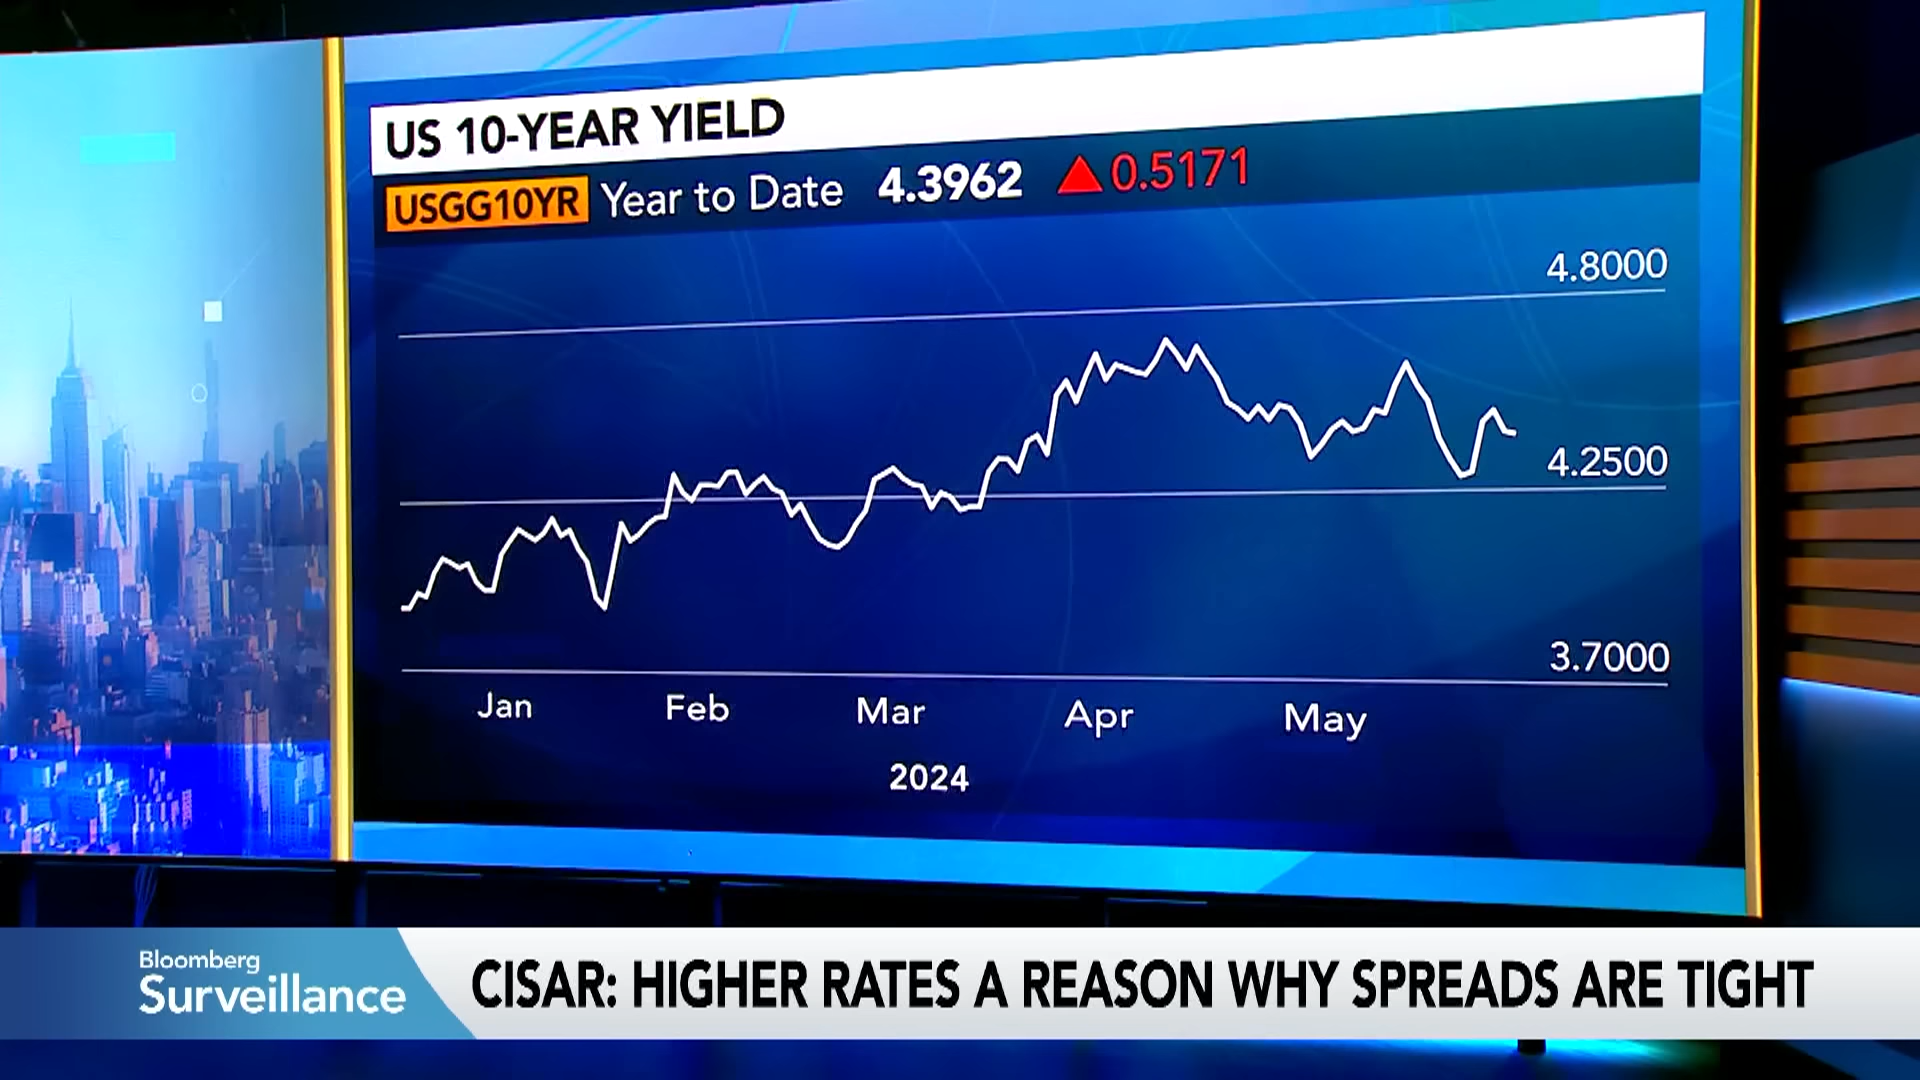 US 10-YEAR YIELD
USGG10YR Year to Date 4.3962 ▲0.5171
4.8000
4.2500
3.7000
Jan Feb Mar Apr May
2024
Bloomberg
Surveillance
CISAR: HIGHER RATES A REASON WHY SPREADS ARE TIGHT